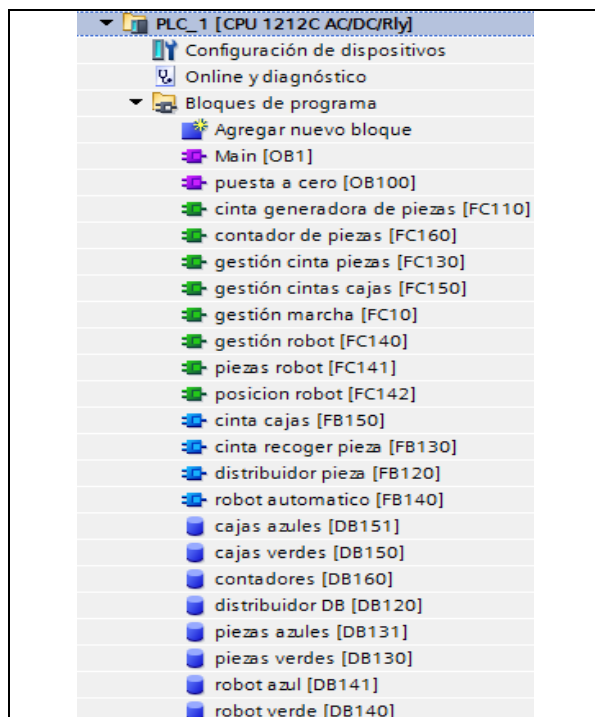 PLC_1 [CPU 1212C AC/DC/Rly]
Configuración de dispositivos
Online y diagnóstico
Bloques de programa
Agregar nuevo bloque
Main [OB1]
puesta a cero [OB100]
cinta generadora de piezas [FC110]
contador de piezas [FC160]
gestión cinta piezas [FC130]
gestión cintas cajas [FC150]
gestión marcha [FC10]
gestión robot [FC140]
piezas robot [FC141]
posicion robot [FC142]
cinta cajas [FB150]
cinta recoger pieza [FB130]
distribuidor pieza [FB120]
robot automatico [FB140]
cajas azules [DB151]
cajas verdes [DB150]
contadores [DB160]
distribuidor DB [DB120]
piezas azules [DB131]
piezas verdes [DB130]
robot azul [DB141]
robot verde [DB140]